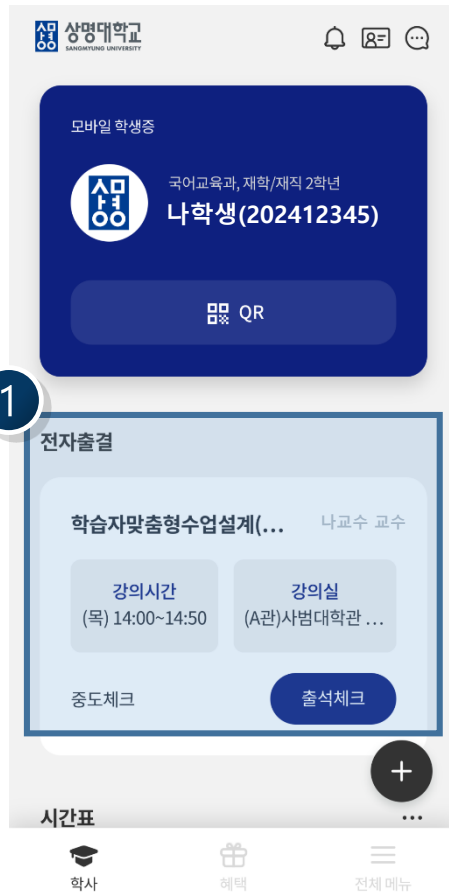 상명대학교
SANGMYUNG UNIVERSITY
모바일 학생증
상명
국어교육과, 재학/재직 2학년
나학생(202412345)
QR
1
전자출결
학습자맞춤형수업설계(... 나교수 교수
강의시간 강의실
(목) 14:00~14:50 (A관)사범대학관 ...
중도체크 출석체크
+
시간표 ...
학사 혜택 전체 메뉴